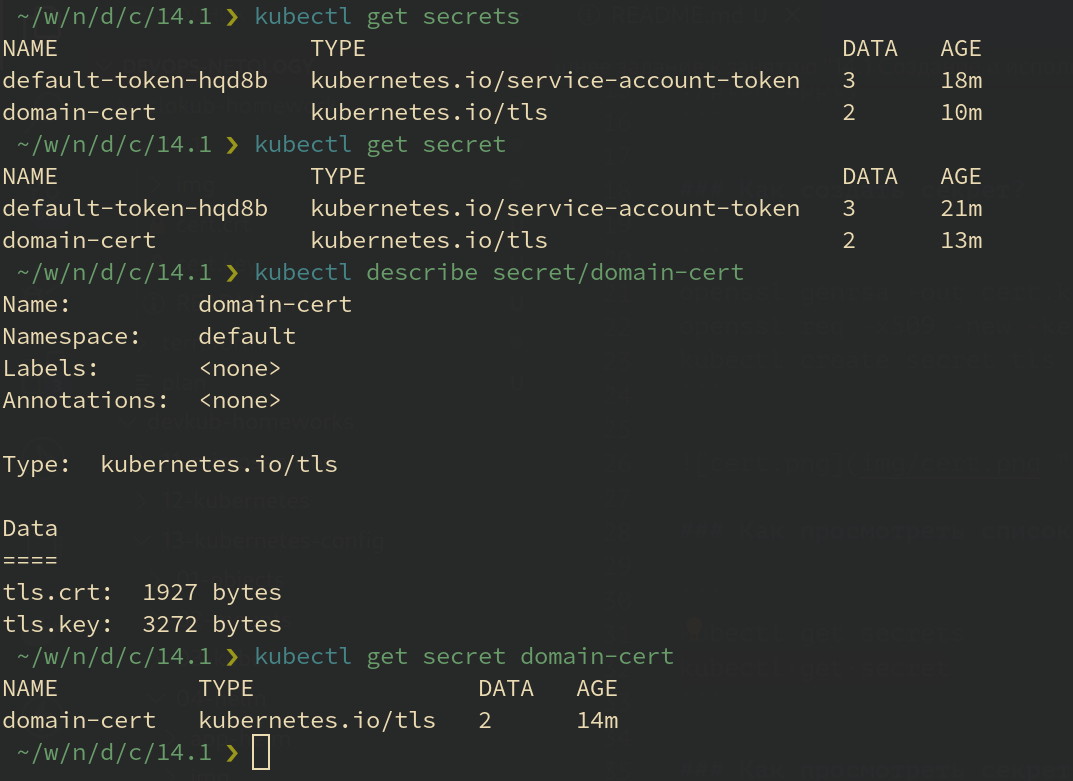 ~/w/n/d/c/14.1 ❯ kubectl get secrets
NAME TYPE DATA AGE
default-token-hqd8b kubernetes.io/service-account-token 3 18m
domain-cert kubernetes.io/tls 2 10m
~/w/n/d/c/14.1 ❯ kubectl get secret
NAME TYPE DATA AGE
default-token-hqd8b kubernetes.io/service-account-token 3 21m
domain-cert kubernetes.io/tls 2 13m
~/w/n/d/c/14.1 ❯ kubectl describe secret/domain-cert
Name: domain-cert
Namespace: default
Labels: <none>
Annotations: <none>
Type: kubernetes.io/tls
Data
====
tls.crt: 1927 bytes
tls.key: 3272 bytes
~/w/n/d/c/14.1 ❯ kubectl get secret domain-cert
NAME TYPE DATA AGE
domain-cert kubernetes.io/tls 2 14m
~/w/n/d/c/14.1 ❯